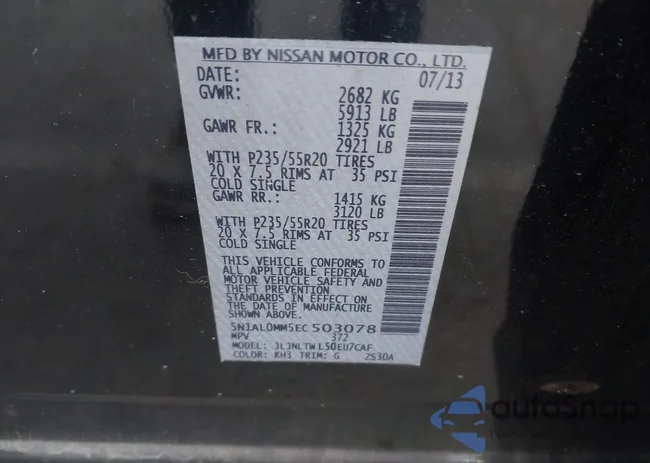 MFD BY NISSAN MOTOR CO., LTD.
DATE: 07/13
GVWR: 2682 KG
5913 LB
GAWR FR.: 1325 KG
2921 LB
WITH P235/55R20 TIRES
20 X 7.5 RIMS AT 35 PSI
COLD SINGLE
GAWR RR.: 1415 KG
3120 LB
WITH P235/55R20 TIRES
20 X 7.5 RIMS AT 35 PSI
COLD SINGLE
THIS VEHICLE CONFORMS TO
ALL APPLICABLE FEDERAL
MOTOR VEHICLE SAFETY AND
THEFT PREVENTION
STANDARDS IN EFFECT ON
THE DATE OF MANUFACTURE
SHOWN ABOVE.
5N1AL0MM5EC503078
MPV 372
MODEL: JLJNLTWL50EU7CAF
COLOR: KH3 TRIM: G 2S30A
autoSnap